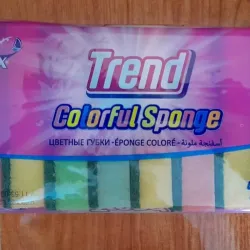 Trend
Colorful Sponge
ЦВЕТНЫЕ ГУБКИ - ÉPONGE COLORÉ - أسفنجة ملونة